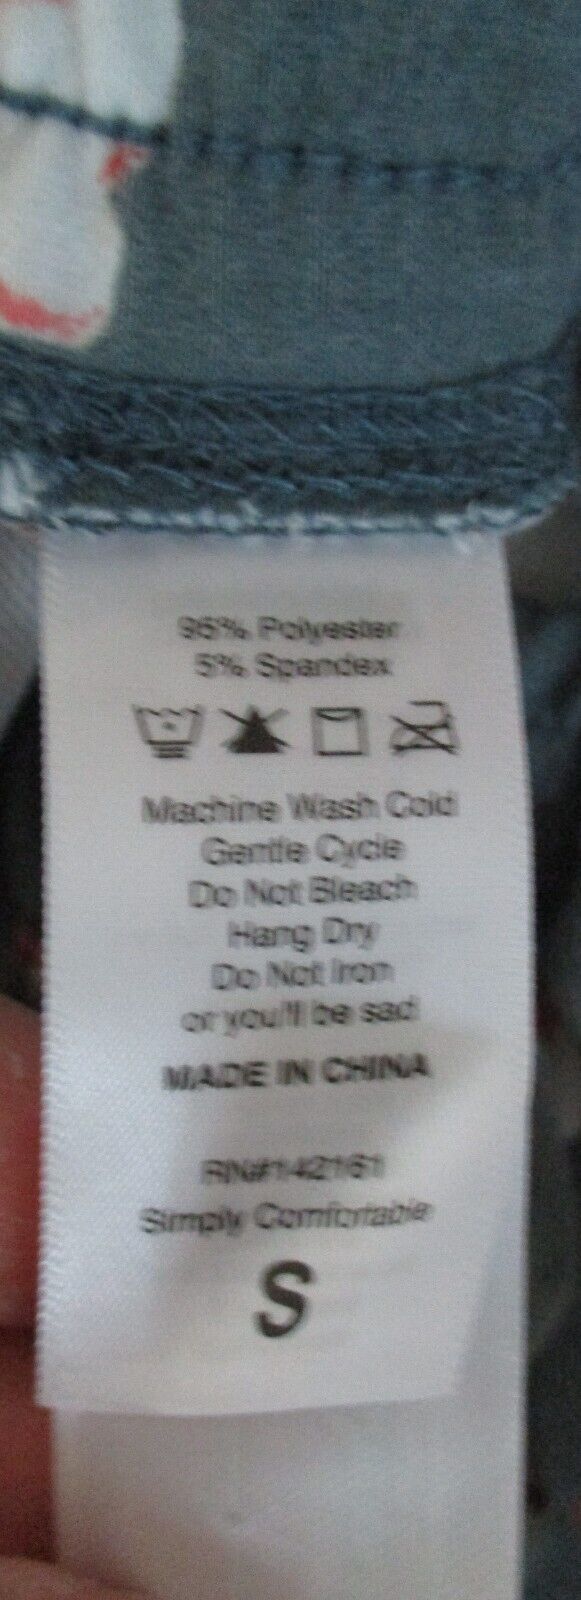 95% Polyester
5% Spandex
Machine Wash Cold
Gentle Cycle
Do Not Bleach
Hang Dry
Do Not Iron
or you'll be sad
MADE IN CHINA
RN#142161
Simply Comfortable
S